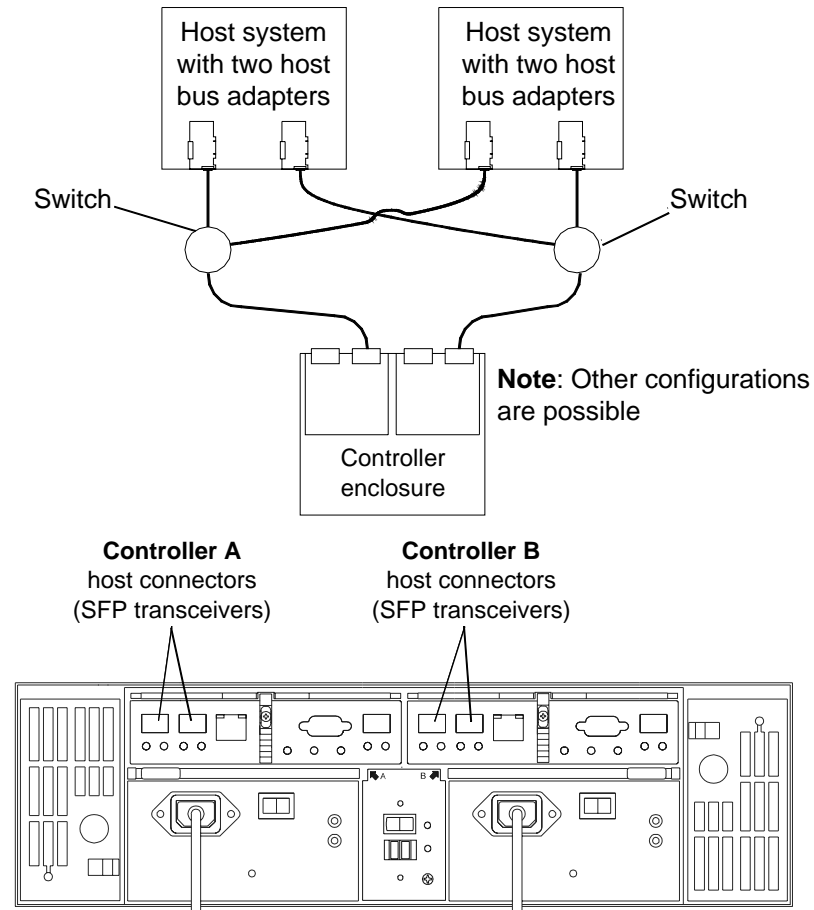 Host system
with two host
bus adapters
Host system
with two host
bus adapters
Switch
Switch
Note: Other configurations
are possible
Controller
enclosure
Controller A
host connectors
(SFP transceivers)
Controller B
host connectors
(SFP transceivers)
A
B